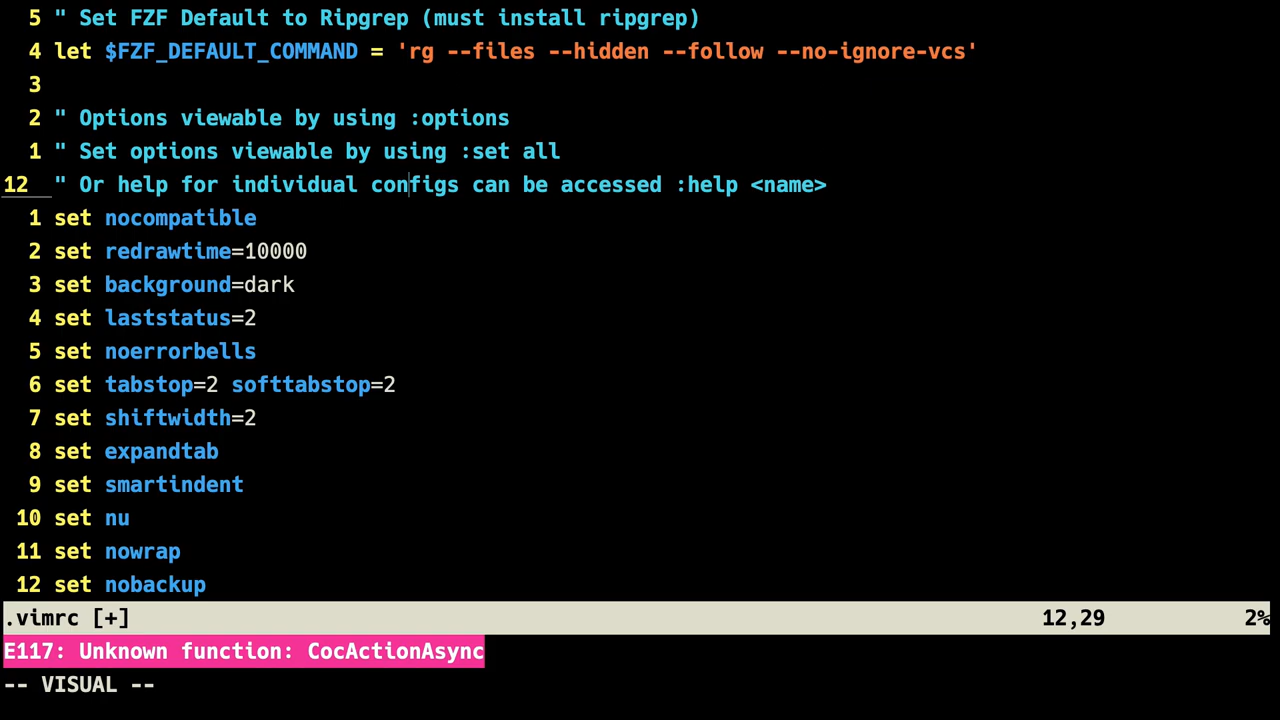 5 " Set FZF Default to Ripgrep (must install ripgrep)
4 let $FZF_DEFAULT_COMMAND = 'rg --files --hidden --follow --no-ignore-vcs'
3
2 " Options viewable by using :options
1 " Set options viewable by using :set all
12 " Or help for individual configs can be accessed :help <name>
1 set nocompatible
2 set redrawtime=10000
3 set background=dark
4 set laststatus=2
5 set noerrorbells
6 set tabstop=2 softtabstop=2
7 set shiftwidth=2
8 set expandtab
9 set smartindent
10 set nu
11 set nowrap
12 set nobackup
.vimrc [+] 12,29 2%
E117: Unknown function: CocActionAsync
-- VISUAL --